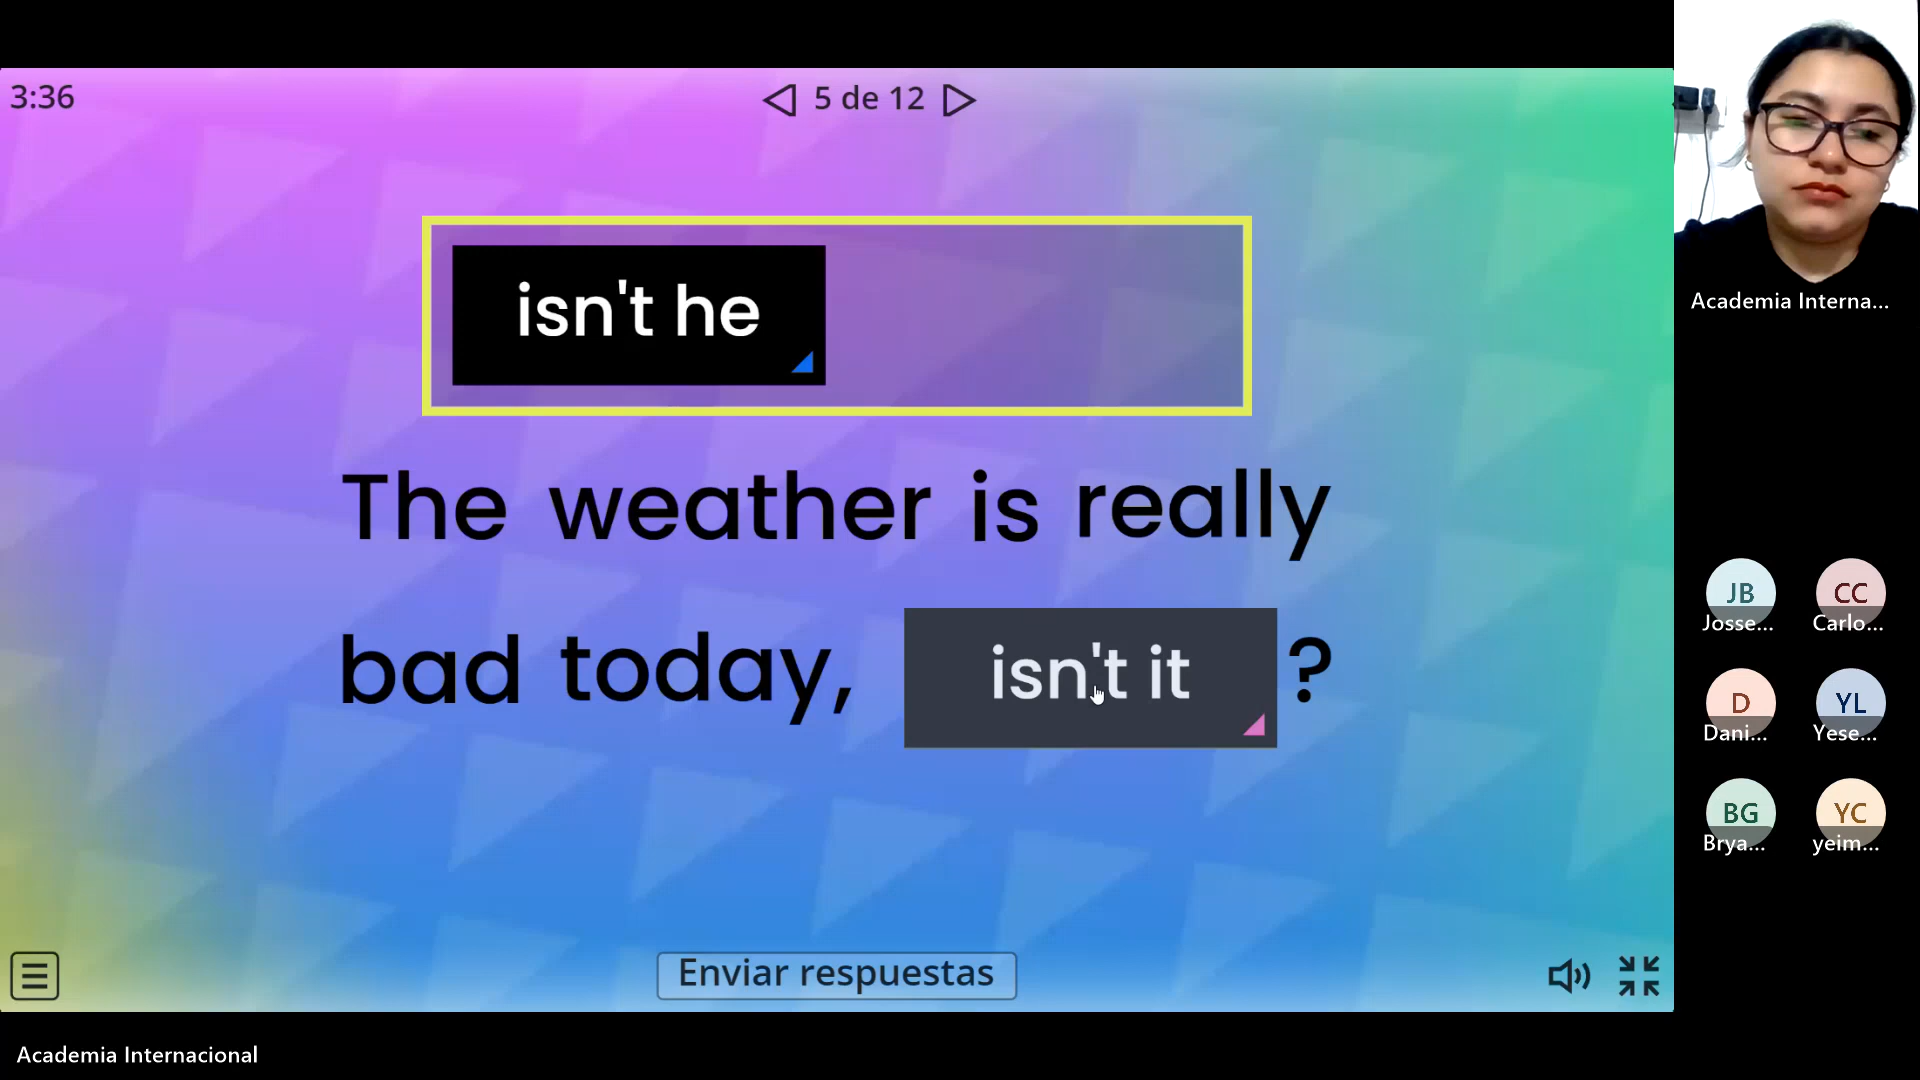 3:36
5 de 12
isn't he
The weather is really
bad today, isn't it ?
Enviar respuestas
Academia Interna...
JB
CC
Josse...
Carlo...
D
YL
Dani...
Yese...
BG
YC
Brya...
yeim...
Academia Internacional